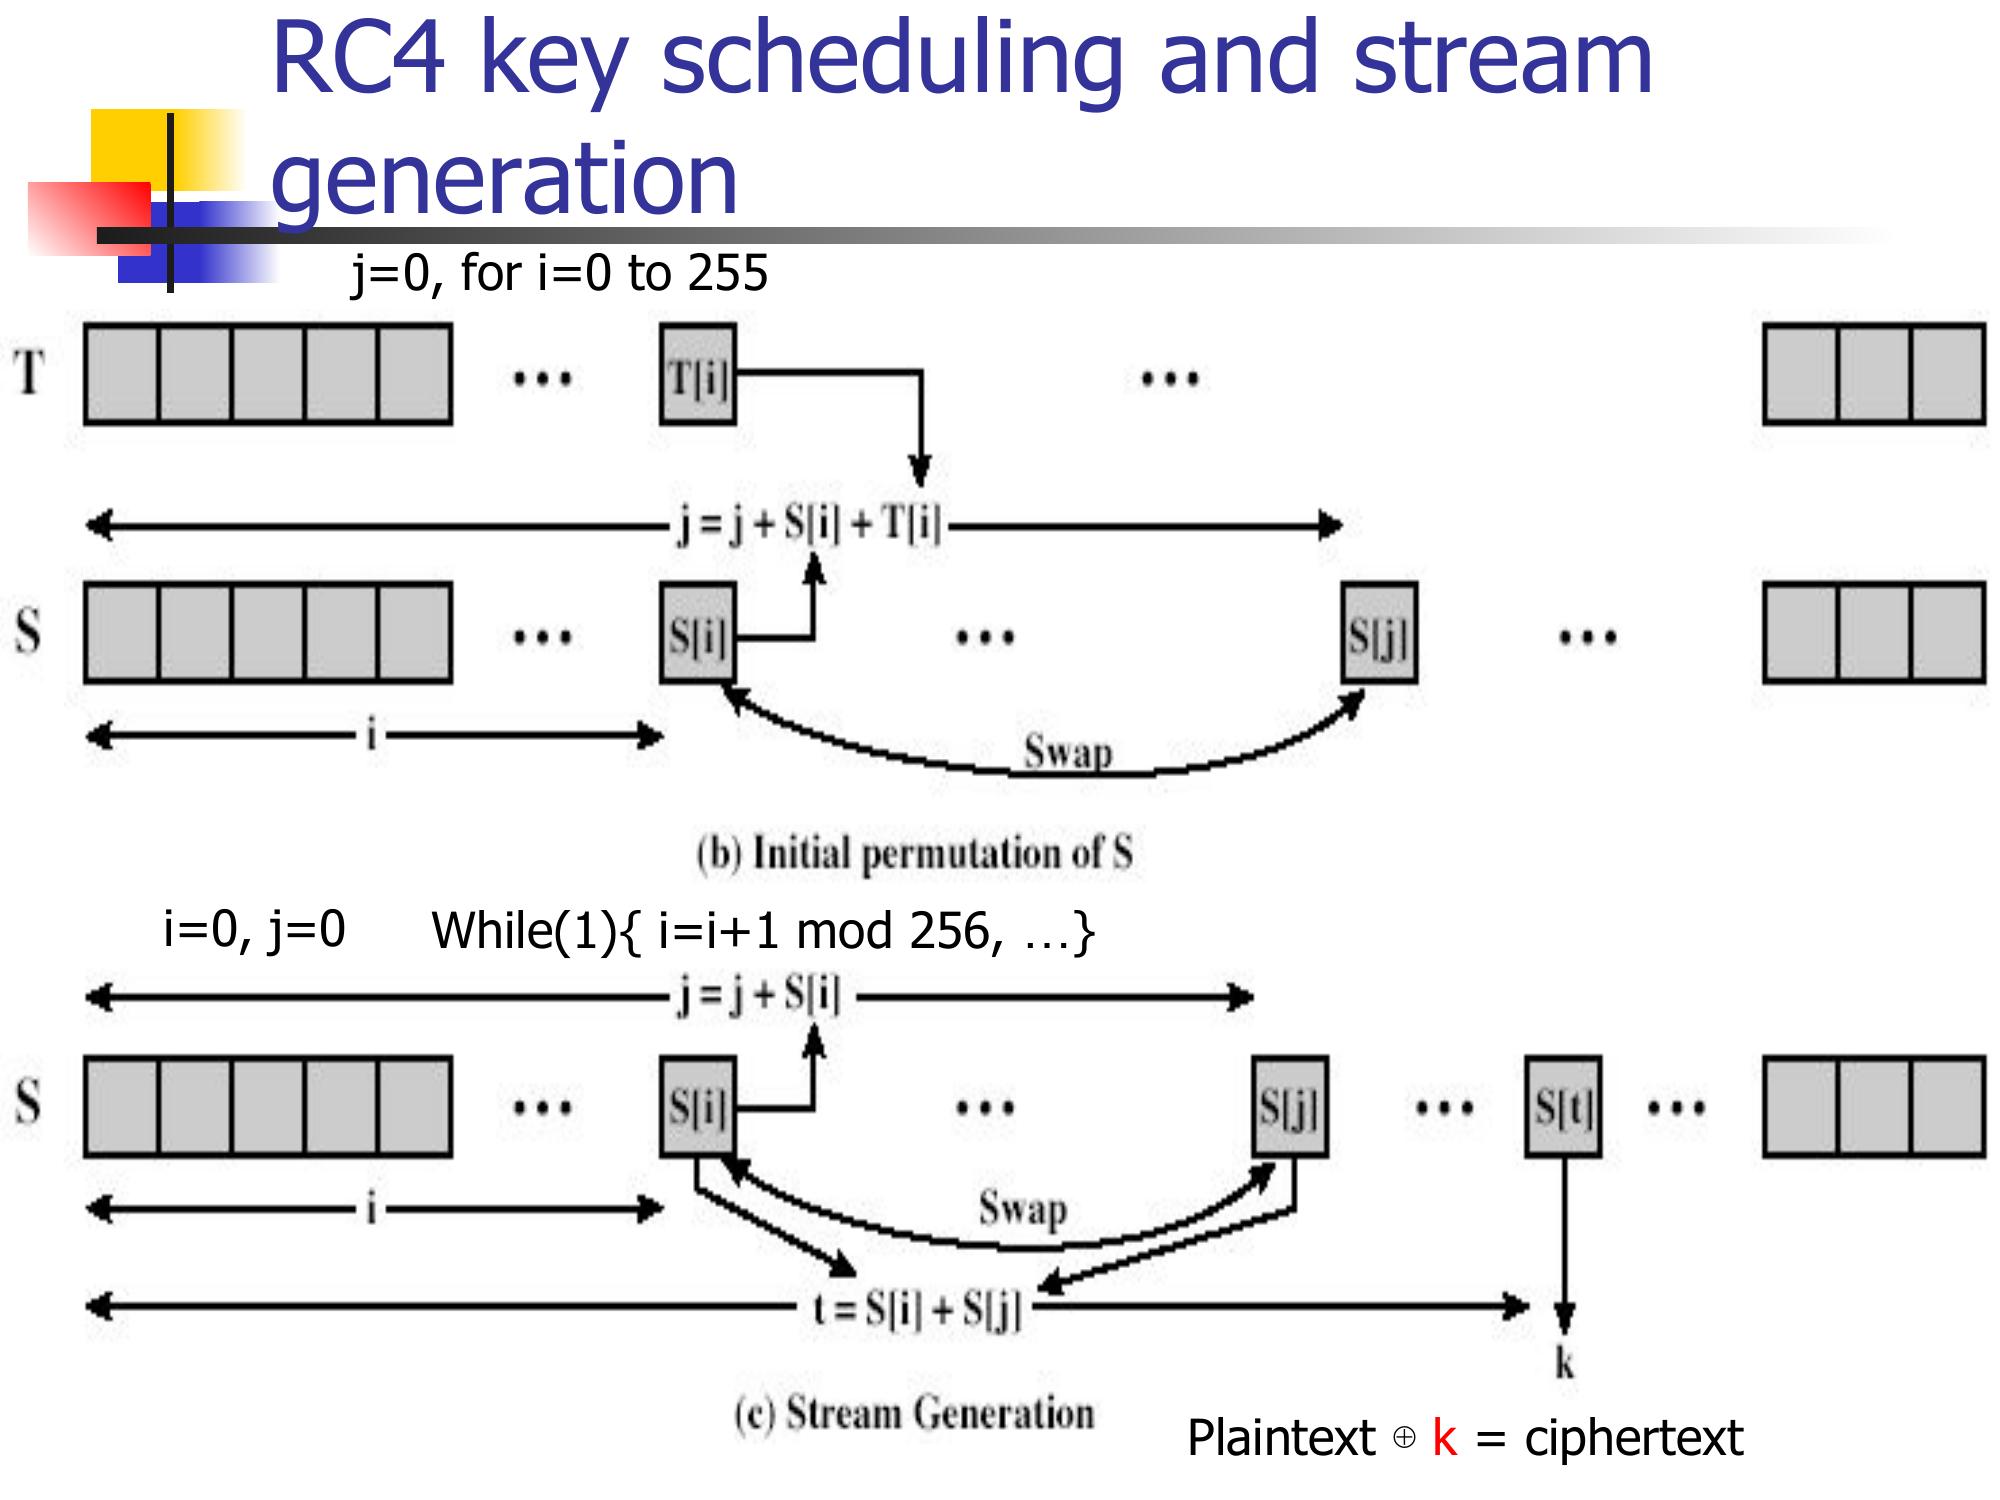 RC4 key scheduling and stream
generation
j=0, for i=0 to 255
T
...
T[i]
...
j = j + S[i] + T[i]
S
...
S[i]
...
S[j]
...
i
Swap
(b) Initial permutation of S
i=0, j=0 While(1){ i=i+1 mod 256, …}
j = j + S[i]
S
...
S[i]
...
S[j]
...
S[t]
...
i
Swap
t = S[i] + S[j]
k
(c) Stream Generation
Plaintext ⊕ k = ciphertext